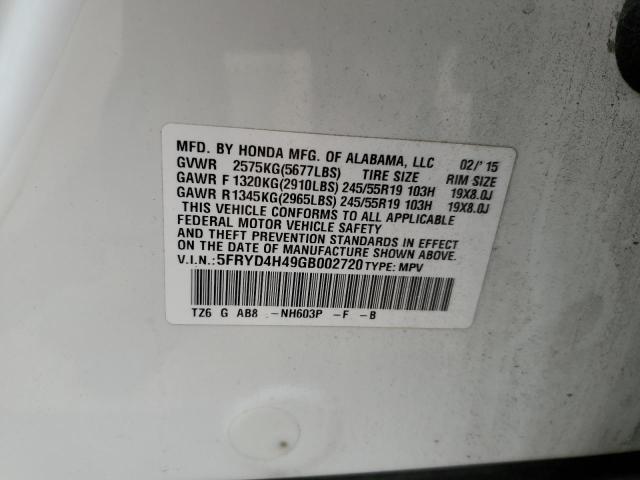 MFD. BY HONDA MFG. OF ALABAMA, LLC 02/'15
GVWR 2575KG(5677LBS) TIRE SIZE RIM SIZE
GAWR F 1320KG(2910LBS) 245/55R19 103H 19X8.0J
GAWR R1345KG(2965LBS) 245/55R19 103H 19X8.0J
THIS VEHICLE CONFORMS TO ALL APPLICABLE
FEDERAL MOTOR VEHICLE SAFETY
AND THEFT PREVENTION STANDARDS IN EFFECT
ON THE DATE OF MANUFACTURE SHOWN ABOVE.
V.I.N.:5FRYD4H49GB002720 TYPE: MPV
TZ6 G AB8 -NH603P -F -B